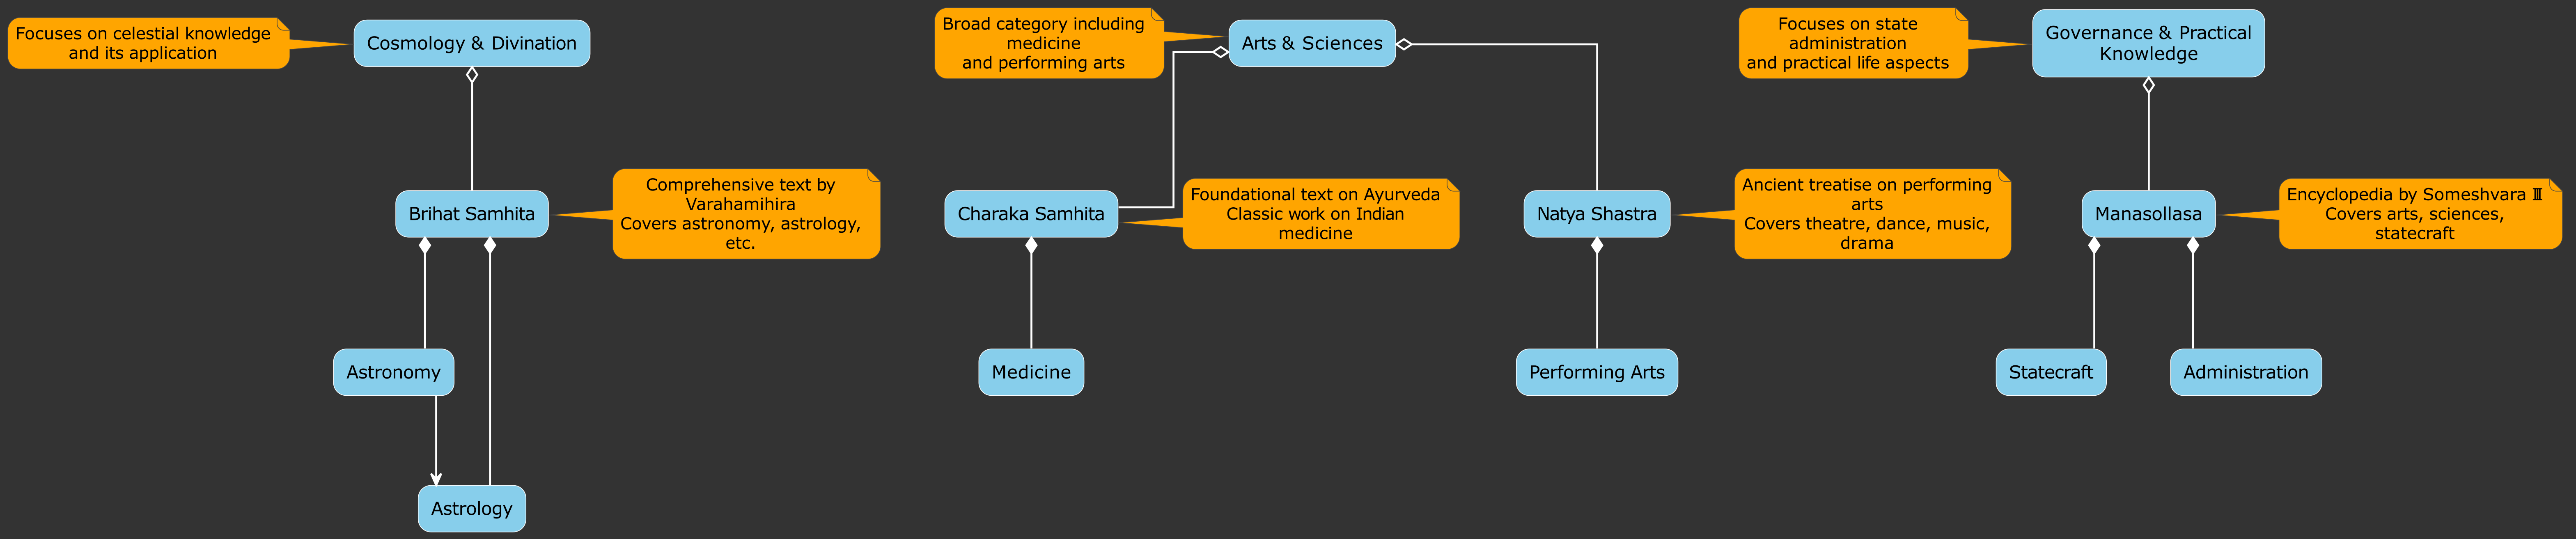 Focuses on celestial knowledge
and its application
Cosmology & Divination
Broad category including
medicine
and performing arts
Arts & Sciences
Focuses on state
administration
and practical life aspects
Governance & Practical
Knowledge
Brihat Samhita
Comprehensive text by
Varahamihira
Covers astronomy, astrology,
etc.
Charaka Samhita
Foundational text on Ayurveda
Classic work on Indian
medicine
Natya Shastra
Ancient treatise on performing
arts
Covers theatre, dance, music,
drama
Manasollasa
Encyclopedia by Someshvara III
Covers arts, sciences,
statecraft
Astronomy
Medicine
Performing Arts
Statecraft
Administration
Astrology